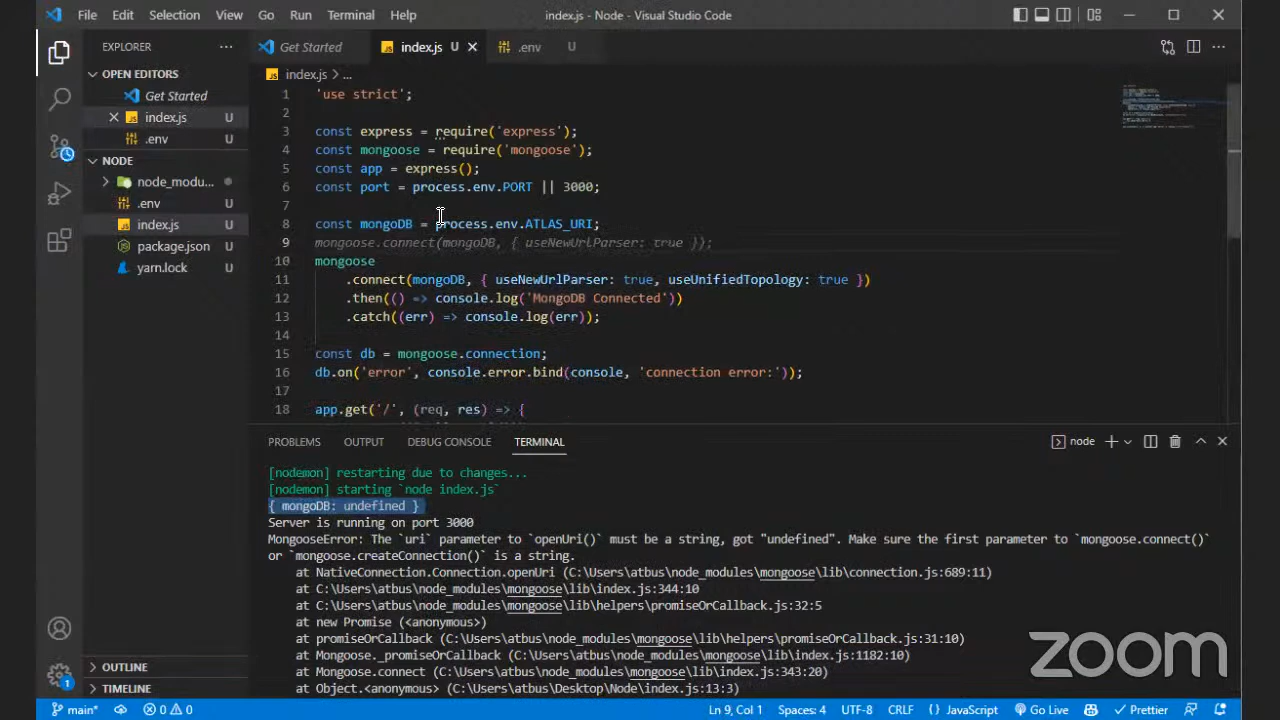 File Edit Selection View Go Run Terminal Help index.js - Node - Visual Studio Code
EXPLORER
OPEN EDITORS
Get Started
index.js U
.env U
NODE
node_modu...
.env U
index.js U
package.json U
yarn.lock U
OUTLINE
TIMELINE
Get Started index.js U .env U
index.js > ...
1 'use strict';
2
3 const express = require('express');
4 const mongoose = require('mongoose');
5 const app = express();
6 const port = process.env.PORT || 3000;
7
8 const mongoDB = process.env.ATLAS_URI;
9 mongoose.connect(mongoDB, { useNewUrlParser: true });
10 mongoose
11 .connect(mongoDB, { useNewUrlParser: true, useUnifiedTopology: true })
12 .then(() => console.log('MongoDB Connected'))
13 .catch((err) => console.log(err));
14
15 const db = mongoose.connection;
16 db.on('error', console.error.bind(console, 'connection error:'));
17
18 app.get('/', (req, res) => {
PROBLEMS OUTPUT DEBUG CONSOLE TERMINAL node
[nodemon] restarting due to changes...
[nodemon] starting `node index.js`
{ mongoDB: undefined }
Server is running on port 3000
MongooseError: The `uri` parameter to `openUri()` must be a string, got "undefined". Make sure the first parameter to `mongoose.connect()`
or `mongoose.createConnection()` is a string.
at NativeConnection.Connection.openUri (C:\Users\atbus\node_modules\mongoose\lib\connection.js:689:11)
at C:\Users\atbus\node_modules\mongoose\lib\index.js:344:10
at C:\Users\atbus\node_modules\mongoose\lib\helpers\promiseOrCallback.js:32:5
at new Promise (<anonymous>)
at promiseOrCallback (C:\Users\atbus\node_modules\mongoose\lib\helpers\promiseOrCallback.js:31:10)
at Mongoose._promiseOrCallback (C:\Users\atbus\node_modules\mongoose\lib\index.js:1182:10)
at Mongoose.connect (C:\Users\atbus\node_modules\mongoose\lib\index.js:343:20)
at Object.<anonymous> (C:\Users\atbus\Desktop\Node\index.js:13:3)
zoom
1
main* 0 0 Ln 9, Col 1 Spaces: 4 UTF-8 CRLF {} JavaScript Go Live Prettier